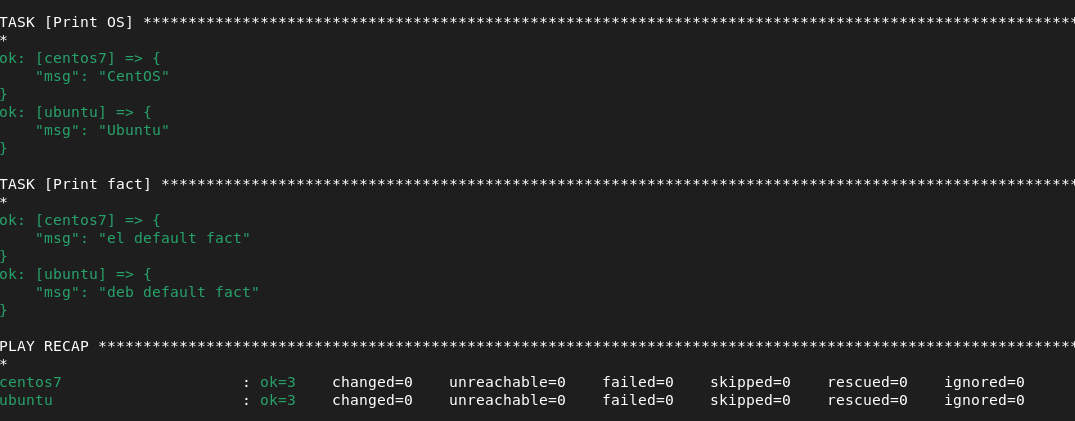 TASK [Print OS] ********************************************************************************************************
*
ok: [centos7] => {
    "msg": "CentOS"
}
ok: [ubuntu] => {
    "msg": "Ubuntu"
}
TASK [Print fact] ******************************************************************************************************
*
ok: [centos7] => {
    "msg": "el default fact"
}
ok: [ubuntu] => {
    "msg": "deb default fact"
}
PLAY RECAP *************************************************************************************************************
*
centos7                    : ok=3    changed=0    unreachable=0    failed=0    skipped=0    rescued=0    ignored=0
ubuntu                     : ok=3    changed=0    unreachable=0    failed=0    skipped=0    rescued=0    ignored=0